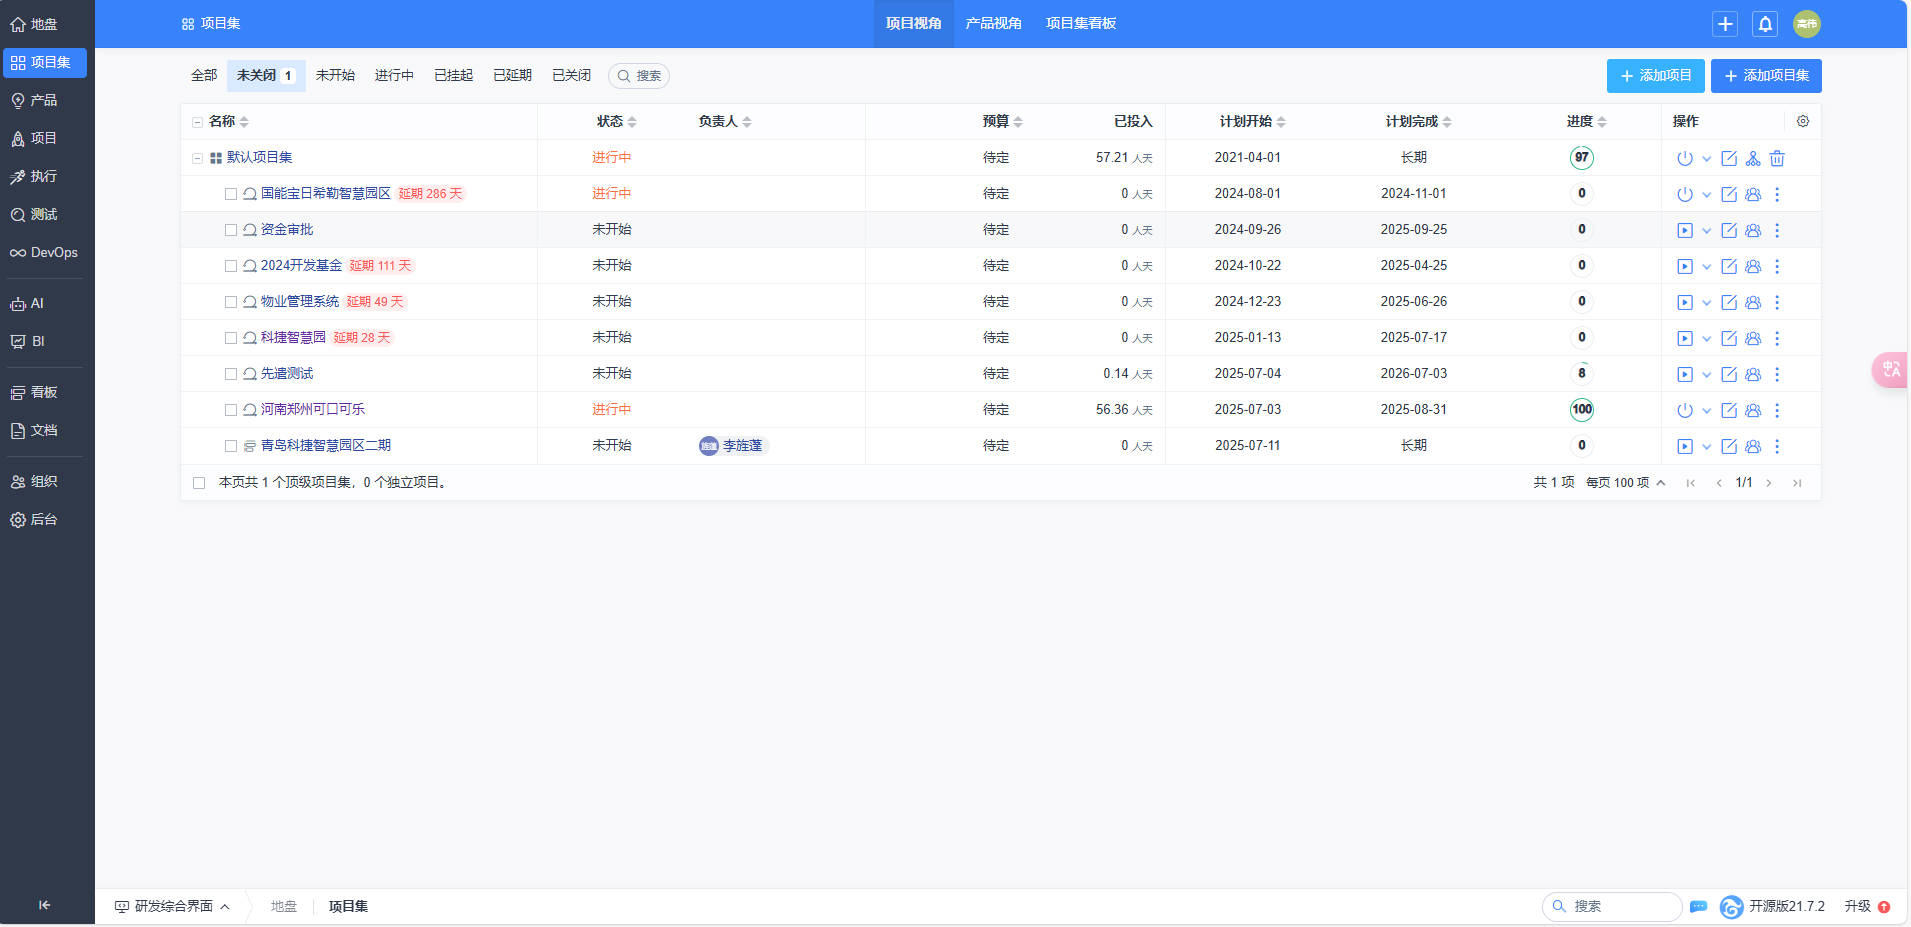 地盘
项目集
产品
项目
执行
测试
DevOps
AI
BI
看板
文档
组织
后台
项目集
项目视角 产品视角 项目集看板
高伟
全部 未关闭 1 未开始 进行中 已挂起 已延期 已关闭 搜索
添加项目 添加项目集
名称 状态 负责人 预算 已投入 计划开始 计划完成 进度 操作
默认项目集 进行中 待定 57.21 人天 2021-04-01 长期 97
国能宝日希勒智慧园区 延期 286 天 进行中 待定 0 人天 2024-08-01 2024-11-01 0
资金审批 未开始 待定 0 人天 2024-09-26 2025-09-25 0
2024开发基金 延期 111 天 未开始 待定 0 人天 2024-10-22 2025-04-25 0
物业管理系统 延期 49 天 未开始 待定 0 人天 2024-12-23 2025-06-26 0
科捷智慧园 延期 28 天 未开始 待定 0 人天 2025-01-13 2025-07-17 0
先遣测试 未开始 待定 0.14 人天 2025-07-04 2026-07-03 8
河南郑州可口可乐 进行中 待定 56.36 人天 2025-07-03 2025-08-31 100
青岛科捷智慧园区二期 未开始 旌蓬 李旌蓬 待定 0 人天 2025-07-11 长期 0
本页共 1 个顶级项目集，0 个独立项目。 共 1 项 每页 100 项 1/1
中 A
研发综合界面 地盘 项目集 搜索 开源版21.7.2 升级